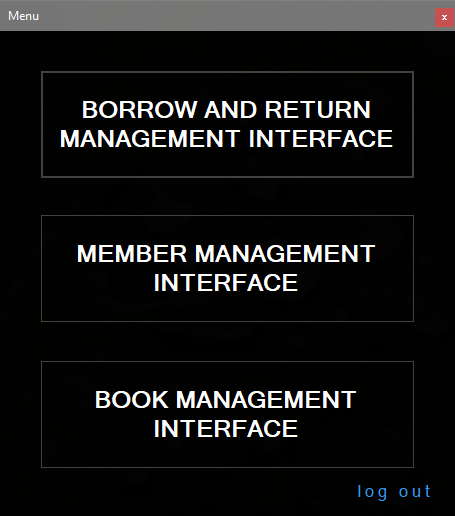 Menu
x
BORROW AND RETURN
MANAGEMENT INTERFACE
MEMBER MANAGEMENT
INTERFACE
BOOK MANAGEMENT
INTERFACE
log out